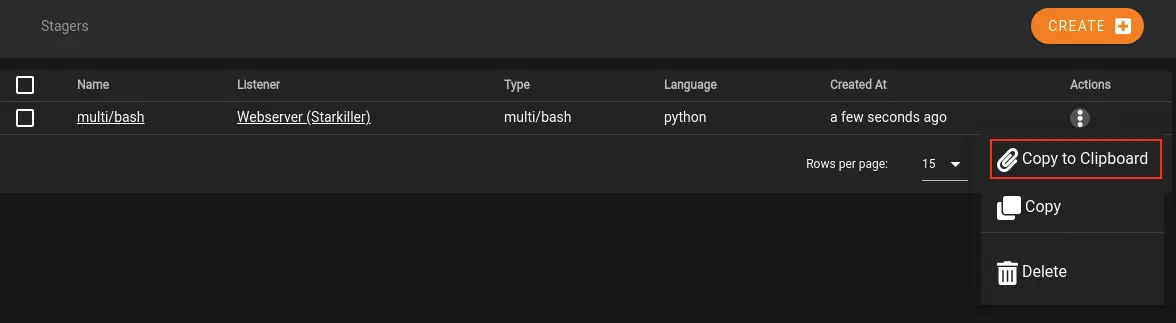 Stagers
CREATE
Name Listener Type Language Created At Actions
multi/bash Webserver (Starkiller) multi/bash python a few seconds ago
Rows per page: 15
Copy to Clipboard
Copy
Delete